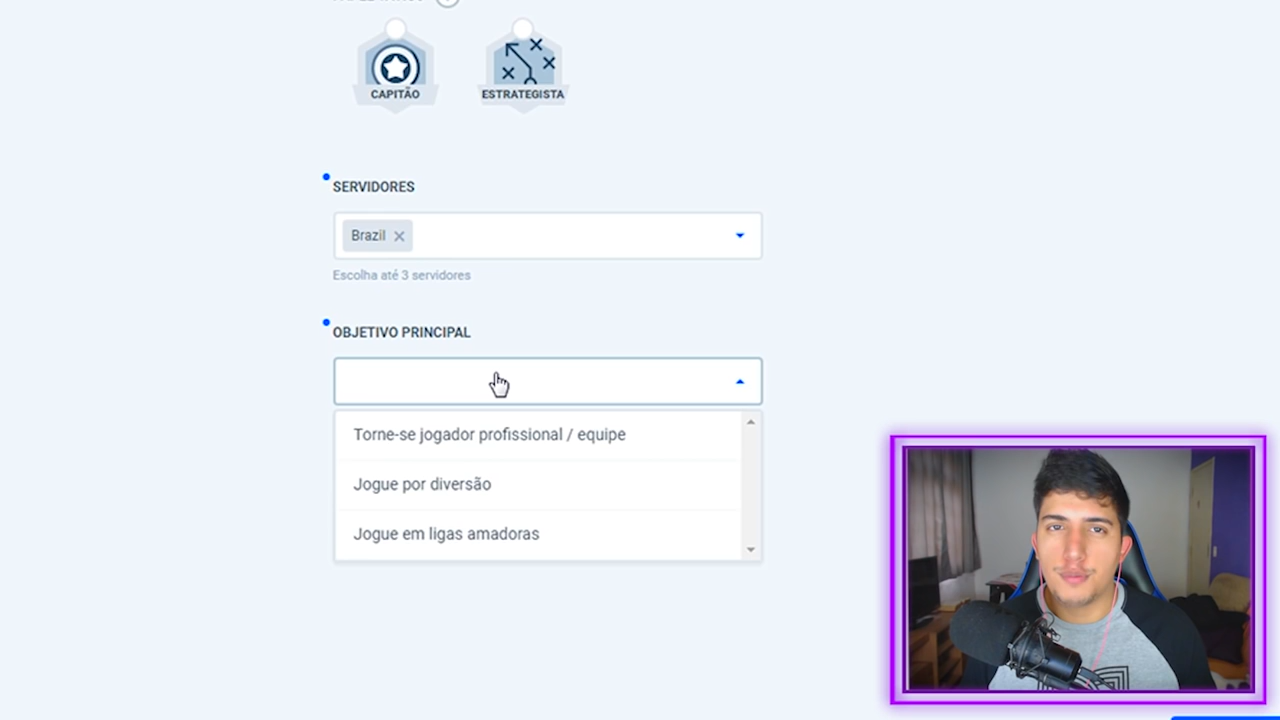 CAPITÃO
ESTRATEGISTA
SERVIDORES
Brazil
Escolha até 3 servidores
OBJETIVO PRINCIPAL
Torne-se jogador profissional / equipe
Jogue por diversão
Jogue em ligas amadoras